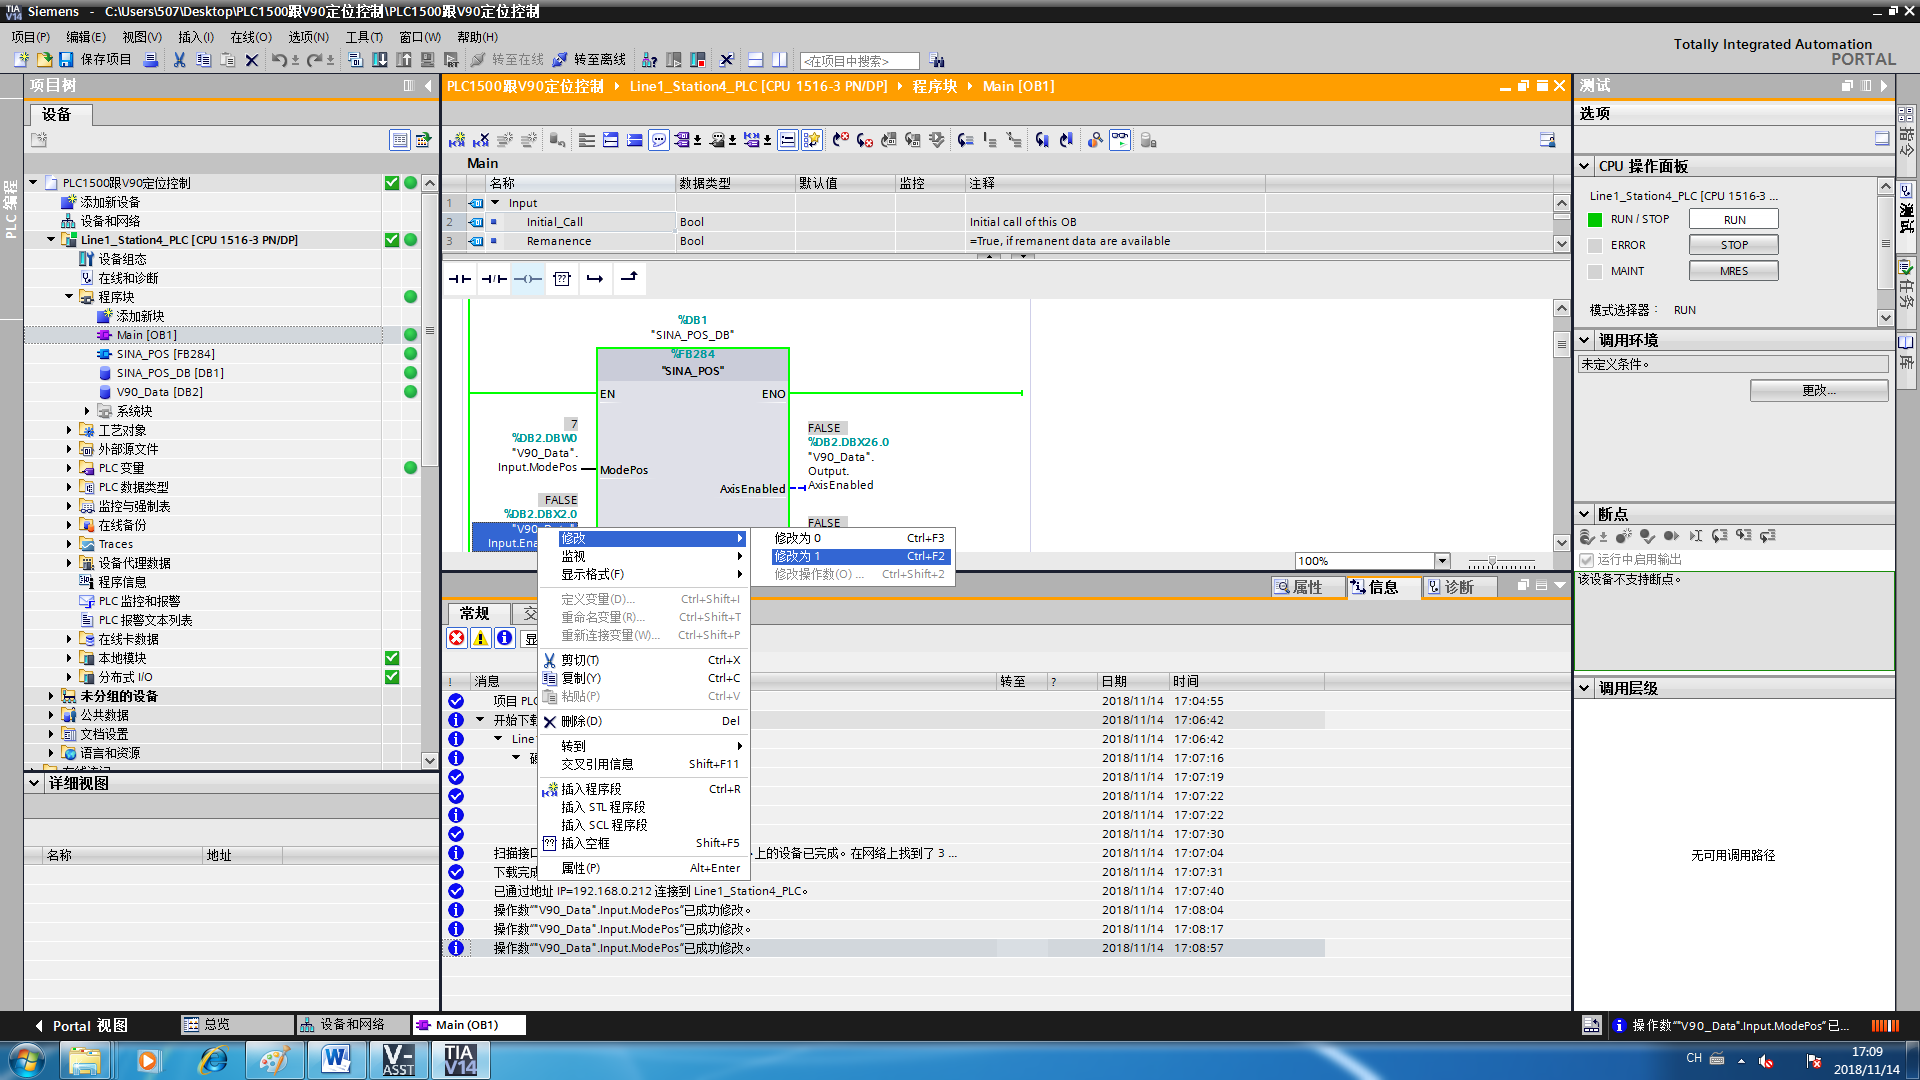 Siemens - C:\Users\507\Desktop\PLC1500跟V90定位控制\PLC1500跟V90定位控制
项目(P) 编辑(E) 视图(V) 插入(I) 在线(O) 选项(N) 工具(T) 窗口(W) 帮助(H)
Totally Integrated Automation
PORTAL
保存项目 转至在线 转至离线 <在项目中搜索>
项目树
PLC1500跟V90定位控制 Line1_Station4_PLC [CPU 1516-3 PN/DP] 程序块 Main [OB1]
测试
设备
选项
PLC 编程
PLC1500跟V90定位控制
添加新设备
设备和网络
Line1_Station4_PLC [CPU 1516-3 PN/DP]
设备组态
在线和诊断
程序块
添加新块
Main [OB1]
SINA_POS [FB284]
SINA_POS_DB [DB1]
V90_Data [DB2]
系统块
工艺对象
外部源文件
PLC 变量
PLC 数据类型
监控与强制表
在线备份
Traces
设备代理数据
程序信息
PLC 监控和报警
PLC 报警文本列表
在线卡数据
本地模块
分布式 I/O
未分组的设备
公共数据
文档设置
语言和资源
详细视图
名称 地址
Main
名称 数据类型 默认值 监控 注释
1 Input
2 Initial_Call Bool Initial call of this OB
3 Remanence Bool =True, if remanent data are available
%DB1
"SINA_POS_DB"
%FB284
"SINA_POS"
EN ENO
7
%DB2.DBW0
"V90_Data".
Input.ModePos ModePos
FALSE
%DB2.DBX26.0
"V90_Data".
Output.
AxisEnabled AxisEnabled
FALSE
%DB2.DBX2.0
"V90_Data"
Input.Ena
FALSE
100%
修改
监视
显示格式(F)
定义变量(D)... Ctrl+Shift+I
重命名变量(R)... Ctrl+Shift+T
重新连接变量(W)... Ctrl+Shift+P
剪切(T) Ctrl+X
复制(Y) Ctrl+C
粘贴(P) Ctrl+V
删除(D) Del
转到
交叉引用信息 Shift+F11
插入程序段 Ctrl+R
插入 STL 程序段
插入 SCL 程序段
插入空框 Shift+F5
属性(P) Alt+Enter
修改为 0 Ctrl+F3
修改为 1 Ctrl+F2
修改操作数(O) ... Ctrl+Shift+2
属性 信息 诊断
常规
! 消息 转至 ? 日期 时间
项目 PLC 2018/11/14 17:04:55
开始下载 2018/11/14 17:06:42
Line 2018/11/14 17:06:42
2018/11/14 17:07:16
2018/11/14 17:07:19
2018/11/14 17:07:22
2018/11/14 17:07:22
2018/11/14 17:07:30
扫描接口 上的设备已完成。在网络上找到了 3 ... 2018/11/14 17:07:04
下载完成 2018/11/14 17:07:31
已通过地址 IP=192.168.0.212 连接到 Line1_Station4_PLC。 2018/11/14 17:07:40
操作数""V90_Data".Input.ModePos"已成功修改。 2018/11/14 17:08:04
操作数""V90_Data".Input.ModePos"已成功修改。 2018/11/14 17:08:17
操作数""V90_Data".Input.ModePos"已成功修改。 2018/11/14 17:08:57
CPU 操作面板
Line1_Station4_PLC [CPU 1516-3 ...
RUN / STOP RUN
ERROR STOP
MAINT MRES
模式选择器： RUN
调用环境
未定义条件。
更改...
断点
运行中启用输出
该设备不支持断点。
调用层级
无可用调用路径
指令
测试
任务
库
Portal 视图 总览 设备和网络 Main (OB1)
操作数""V90_Data".Input.ModePos"已...
V-ASST
TIA V14
CH
17:09
2018/11/14